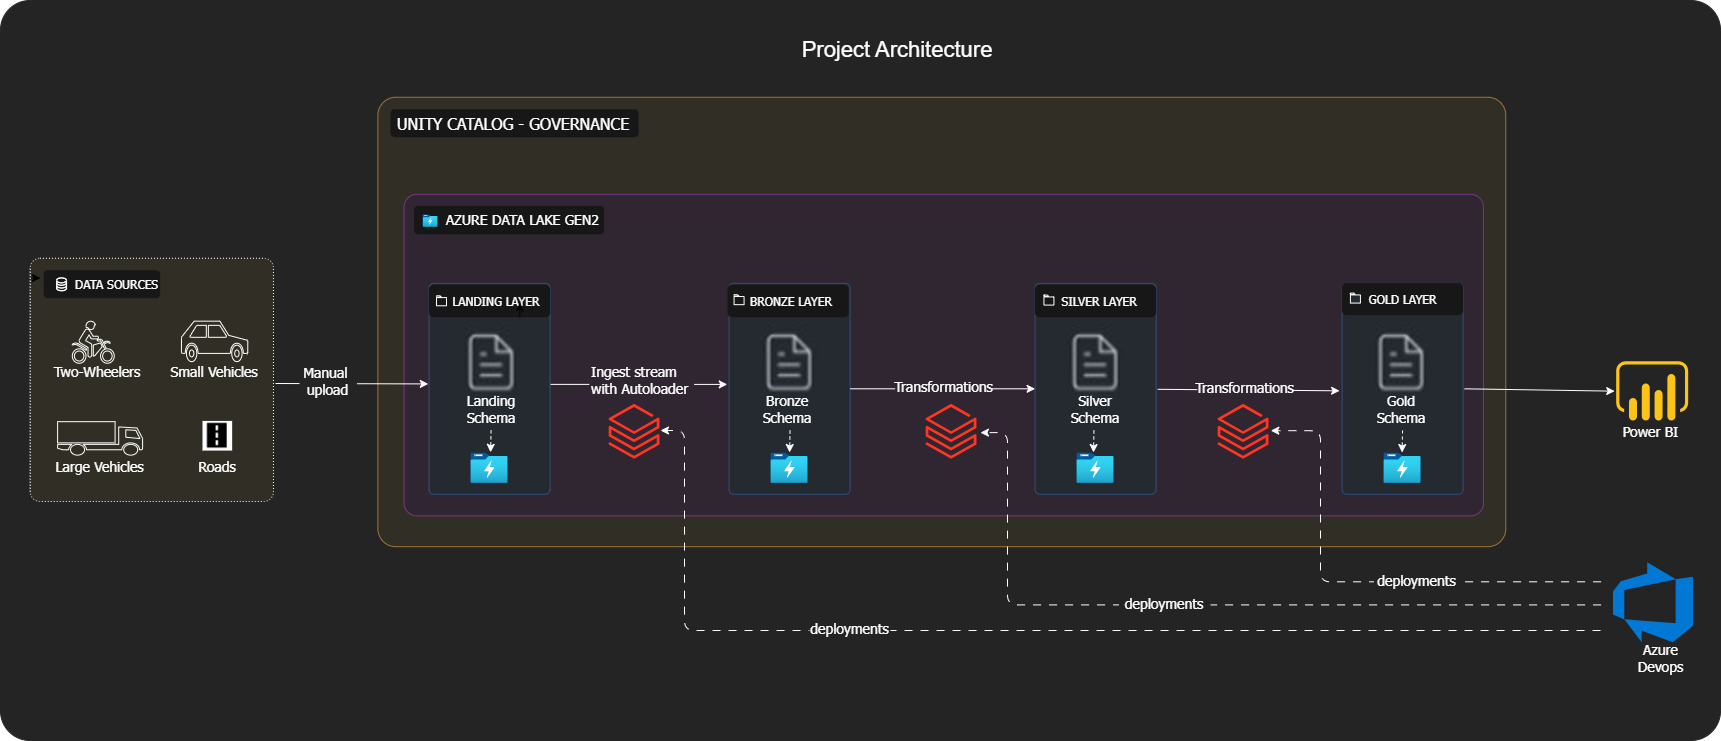 Project Architecture
UNITY CATALOG - GOVERNANCE
AZURE DATA LAKE GEN2
DATA SOURCES
Two-Wheelers
Small Vehicles
Large Vehicles
Roads
Manual
upload
LANDING LAYER
Landing
Schema
Ingest stream
with Autoloader
BRONZE LAYER
Bronze
Schema
Transformations
SILVER LAYER
Silver
Schema
Transformations
GOLD LAYER
Gold
Schema
Power BI
deployments
deployments
deployments
Azure
Devops